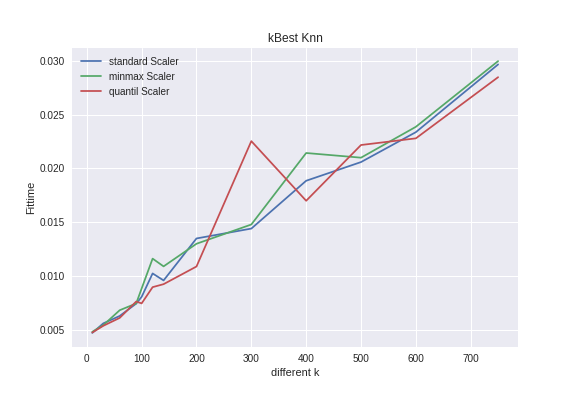 kBest Knn
standard Scaler
minmax Scaler
quantil Scaler
0.030
0.025
0.020
0.015
0.010
0.005
Fittime
0 100 200 300 400 500 600 700
different k